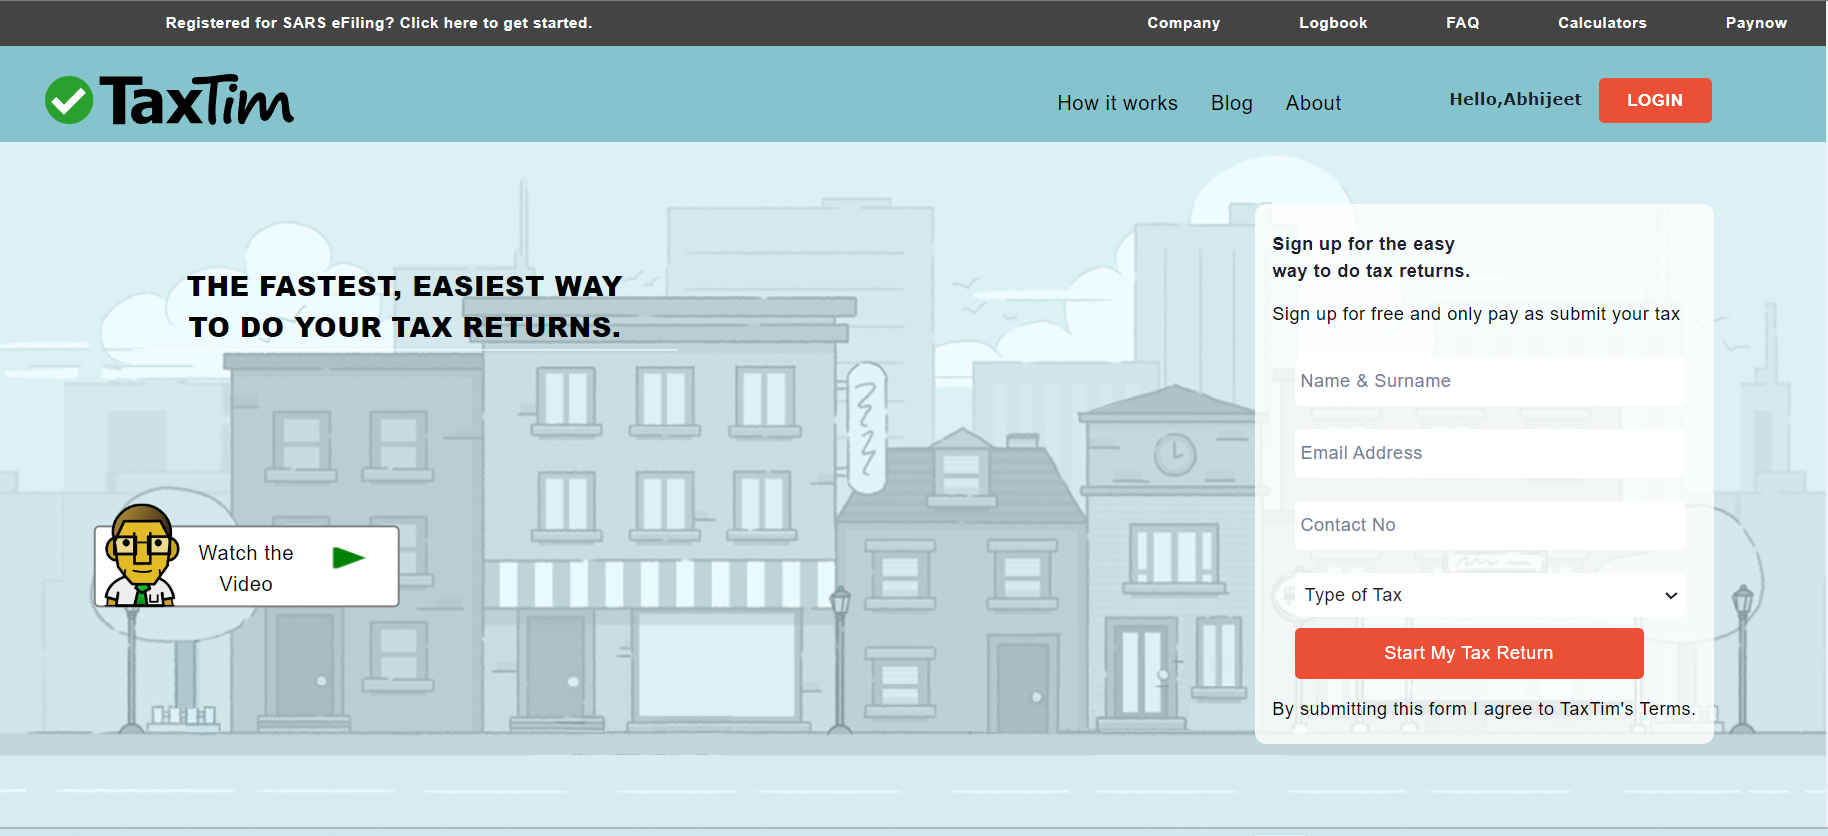 Registered for SARS eFiling? Click here to get started.
Company
Logbook
FAQ
Calculators
Paynow
TaxTim
How it works
Blog
About
Hello,Abhijeet
LOGIN
THE FASTEST, EASIEST WAY
TO DO YOUR TAX RETURNS.
Watch the
Video
Sign up for the easy
way to do tax returns.
Sign up for free and only pay as submit your tax
Name & Surname
Email Address
Contact No
Type of Tax
Start My Tax Return
By submitting this form I agree to TaxTim's Terms.